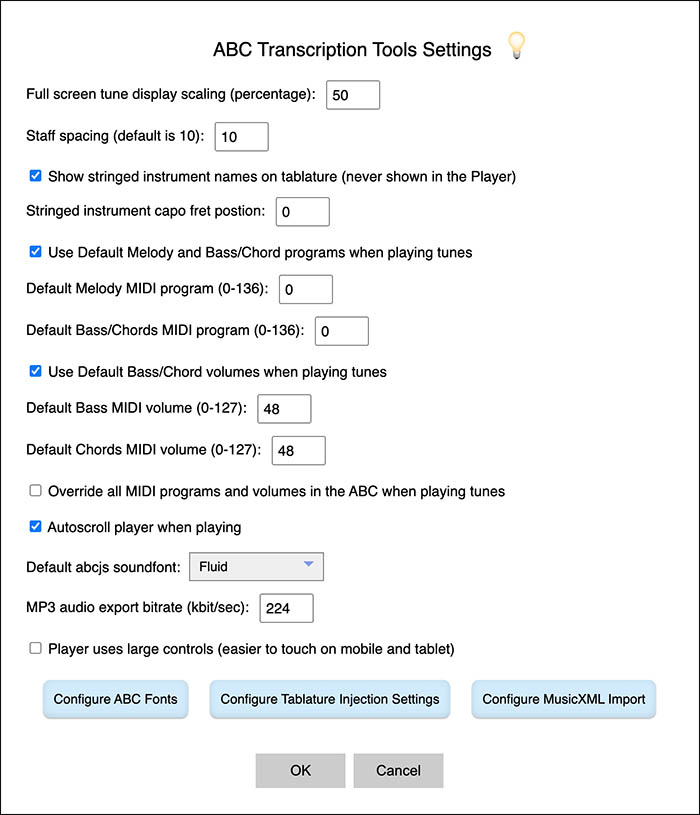 ABC Transcription Tools Settings
Full screen tune display scaling (percentage): 50
Staff spacing (default is 10): 10
Show stringed instrument names on tablature (never shown in the Player)
Stringed instrument capo fret postion: 0
Use Default Melody and Bass/Chord programs when playing tunes
Default Melody MIDI program (0-136): 0
Default Bass/Chords MIDI program (0-136): 0
Use Default Bass/Chord volumes when playing tunes
Default Bass MIDI volume (0-127): 48
Default Chords MIDI volume (0-127): 48
Override all MIDI programs and volumes in the ABC when playing tunes
Autoscroll player when playing
Default abcjs soundfont: Fluid
MP3 audio export bitrate (kbit/sec): 224
Player uses large controls (easier to touch on mobile and tablet)
Configure ABC Fonts Configure Tablature Injection Settings Configure MusicXML Import
OK Cancel